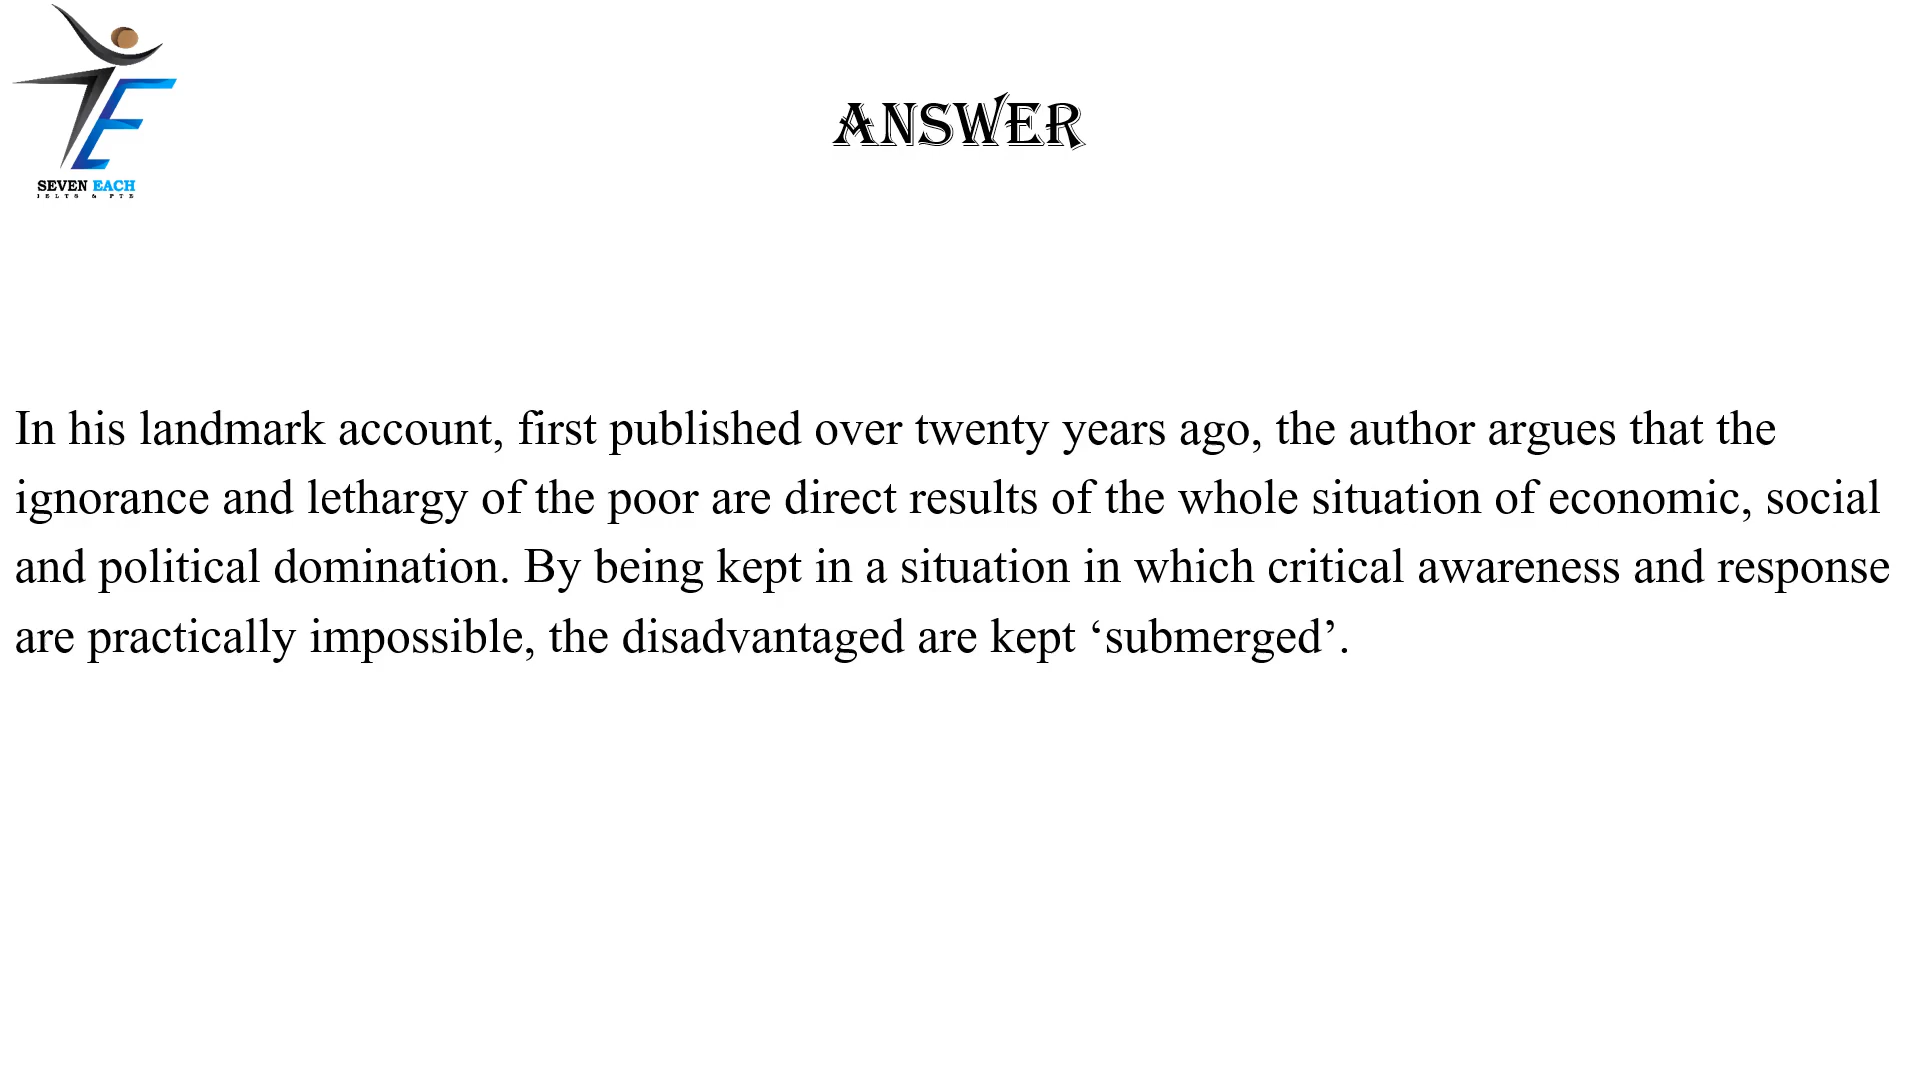 SEVEN EACH
IELTS & PTE
ANSWER
In his landmark account, first published over twenty years ago, the author argues that the
ignorance and lethargy of the poor are direct results of the whole situation of economic, social
and political domination. By being kept in a situation in which critical awareness and response
are practically impossible, the disadvantaged are kept ‘submerged’.